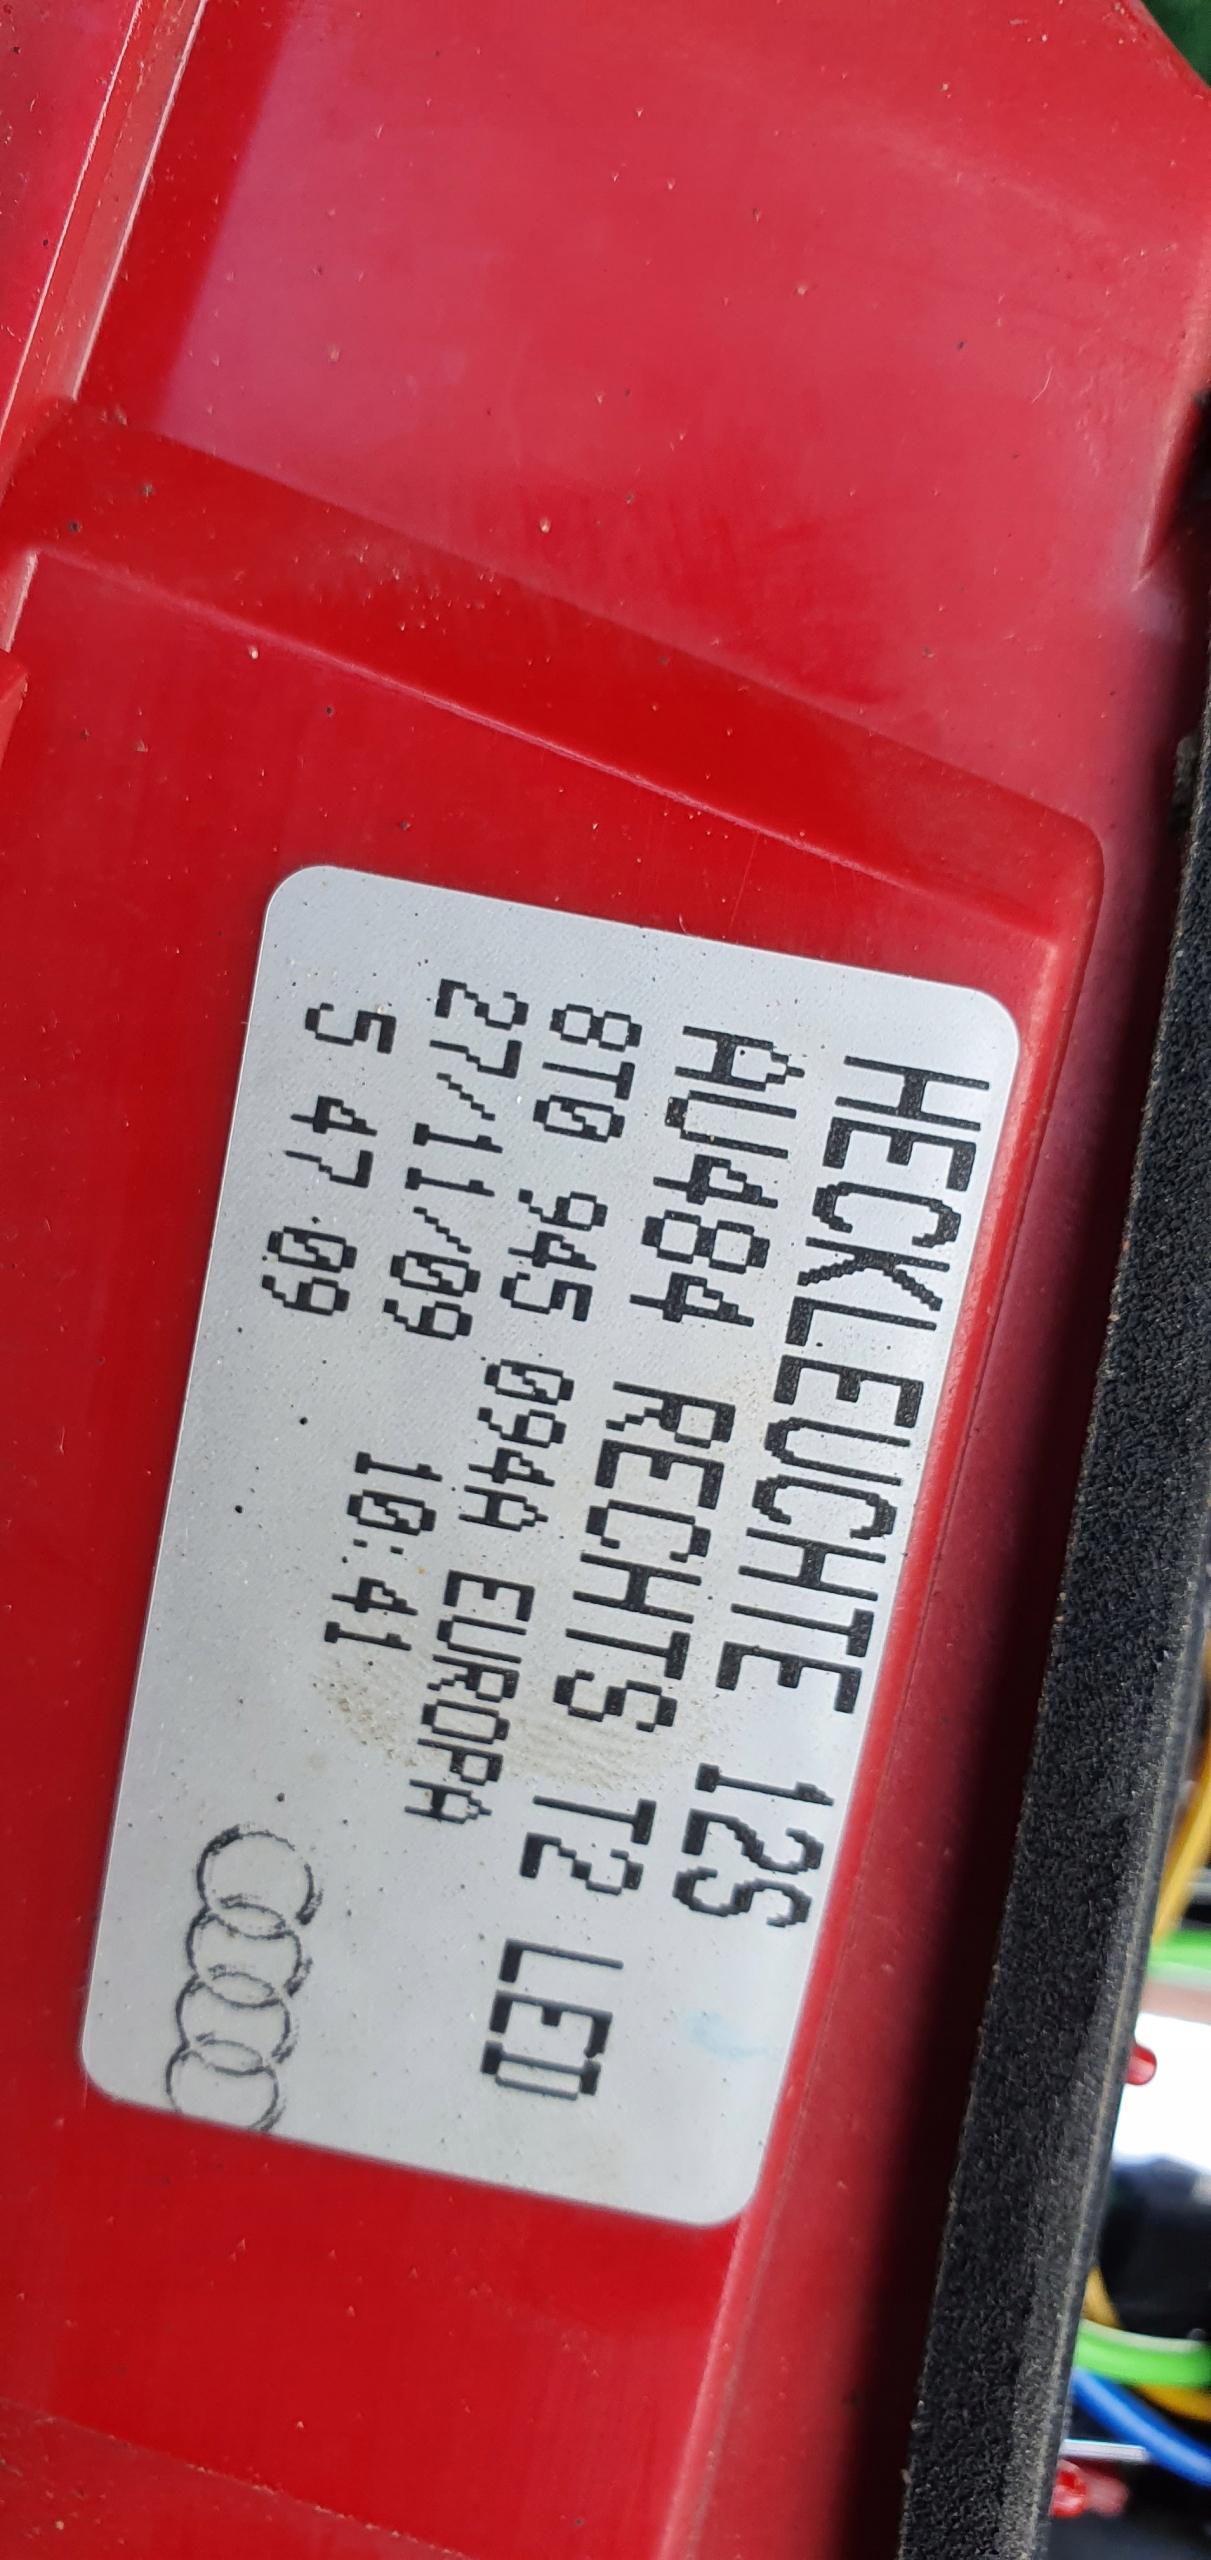 HECKLEUCHTE 12S
AU484 RECHTS T2 LED
8T0 945 094A EUROPA
27/11/09 10:41
5 47 09